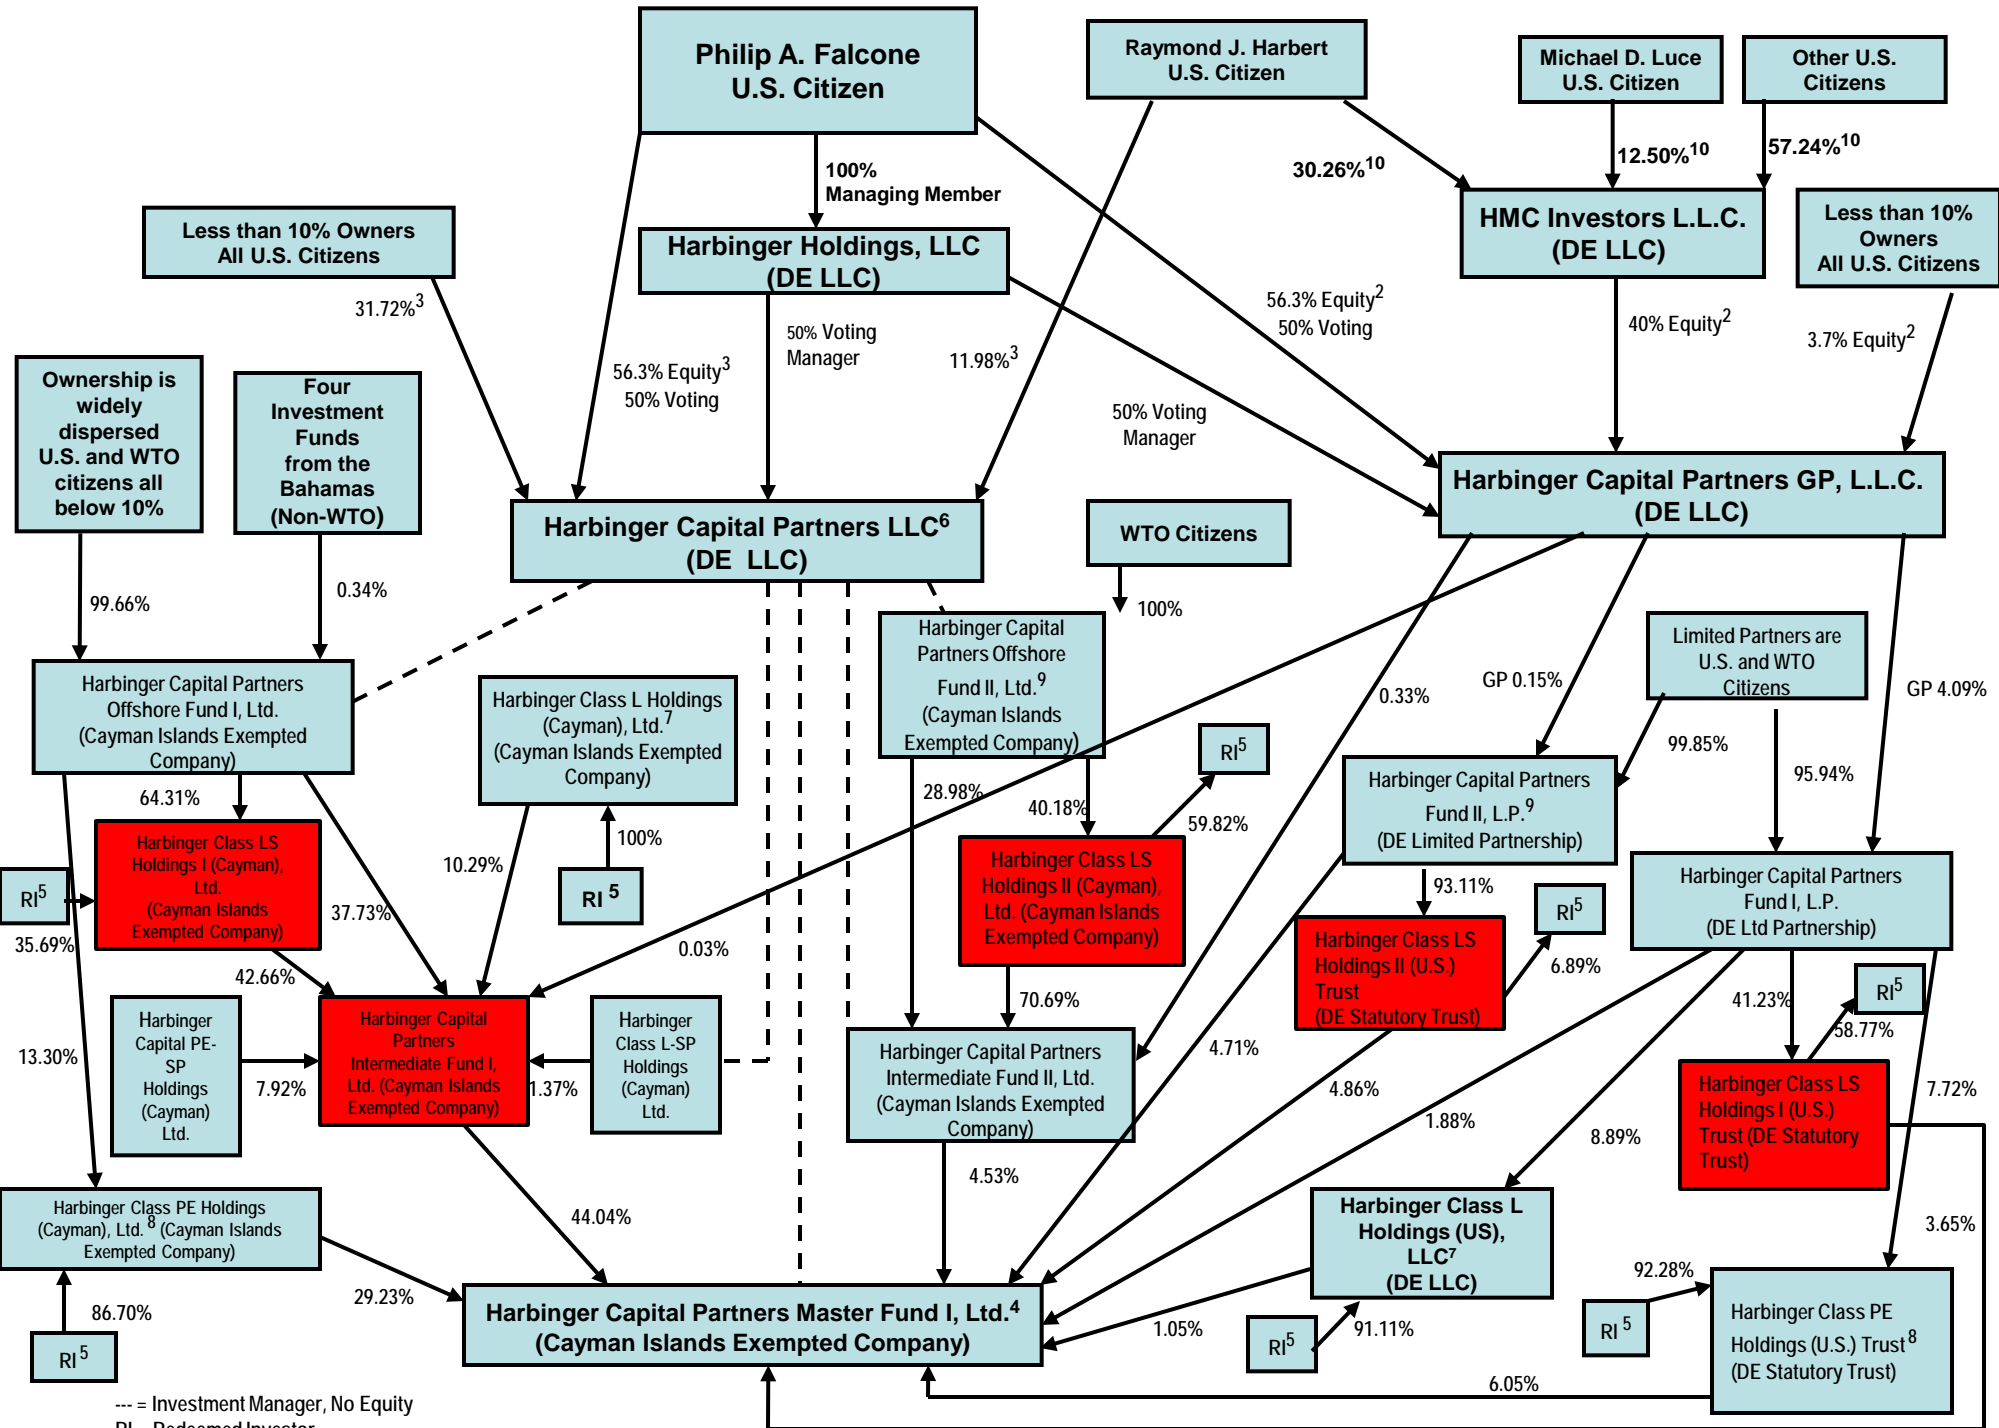 Philip A. Falcone
U.S. Citizen
Raymond J. Harbert
U.S. Citizen
Michael D. Luce
U.S. Citizen
Other U.S.
Citizens
100%
Managing Member
30.26%10
12.50%10
57.24%10
Less than 10% Owners
All U.S. Citizens
Harbinger Holdings, LLC
(DE LLC)
HMC Investors L.L.C.
(DE LLC)
Less than 10%
Owners
All U.S. Citizens
31.72%3
56.3% Equity3
50% Voting
50% Voting
Manager
11.98%3
56.3% Equity2
50% Voting
50% Voting
Manager
40% Equity2
3.7% Equity2
Ownership is
widely
dispersed
U.S. and WTO
citizens all
below 10%
Four
Investment
Funds
from the
Bahamas
(Non-WTO)
Harbinger Capital Partners LLC6
(DE LLC)
WTO Citizens
Harbinger Capital Partners GP, L.L.C.
(DE LLC)
99.66%
0.34%
100%
Harbinger Capital Partners
Offshore Fund I, Ltd.
(Cayman Islands Exempted
Company)
Harbinger Class L Holdings
(Cayman), Ltd.7
(Cayman Islands Exempted
Company)
Harbinger Capital
Partners Offshore
Fund II, Ltd.9
(Cayman Islands
Exempted Company)
Limited Partners are
U.S. and WTO
Citizens
0.33%
GP 0.15%
GP 4.09%
99.85%
95.94%
RI5
Harbinger Capital Partners
Fund II, L.P.9
(DE Limited Partnership)
64.31%
28.98%
40.18%
59.82%
Harbinger Class LS
Holdings I (Cayman),
Ltd.
(Cayman Islands
Exempted Company)
RI5
35.69%
37.73%
10.29%
100%
RI 5
Harbinger Class LS
Holdings II (Cayman),
Ltd. (Cayman Islands
Exempted Company)
93.11%
RI5
Harbinger Capital Partners
Fund I, L.P.
(DE Ltd Partnership)
42.66%
0.03%
70.69%
Harbinger Class LS
Holdings II (U.S.)
Trust
(DE Statutory Trust)
6.89%
41.23%
RI5
58.77%
Harbinger
Capital PE-
SP
Holdings
(Cayman)
Ltd.
13.30%
7.92%
Harbinger Capital
Partners
Intermediate Fund I,
Ltd. (Cayman Islands
Exempted Company)
1.37%
Harbinger
Class L-SP
Holdings
(Cayman)
Ltd.
Harbinger Capital Partners
Intermediate Fund II, Ltd.
(Cayman Islands Exempted
Company)
4.71%
4.86%
1.88%
8.89%
Harbinger Class LS
Holdings I (U.S.)
Trust (DE Statutory
Trust)
7.72%
Harbinger Class PE Holdings
(Cayman), Ltd.8 (Cayman Islands
Exempted Company)
44.04%
4.53%
Harbinger Class L
Holdings (US),
LLC7
(DE LLC)
3.65%
86.70%
RI5
29.23%
Harbinger Capital Partners Master Fund I, Ltd.4
(Cayman Islands Exempted Company)
1.05%
RI5
91.11%
92.28%
RI 5
Harbinger Class PE
Holdings (U.S.) Trust8
(DE Statutory Trust)
6.05%
--- = Investment Manager, No Equity